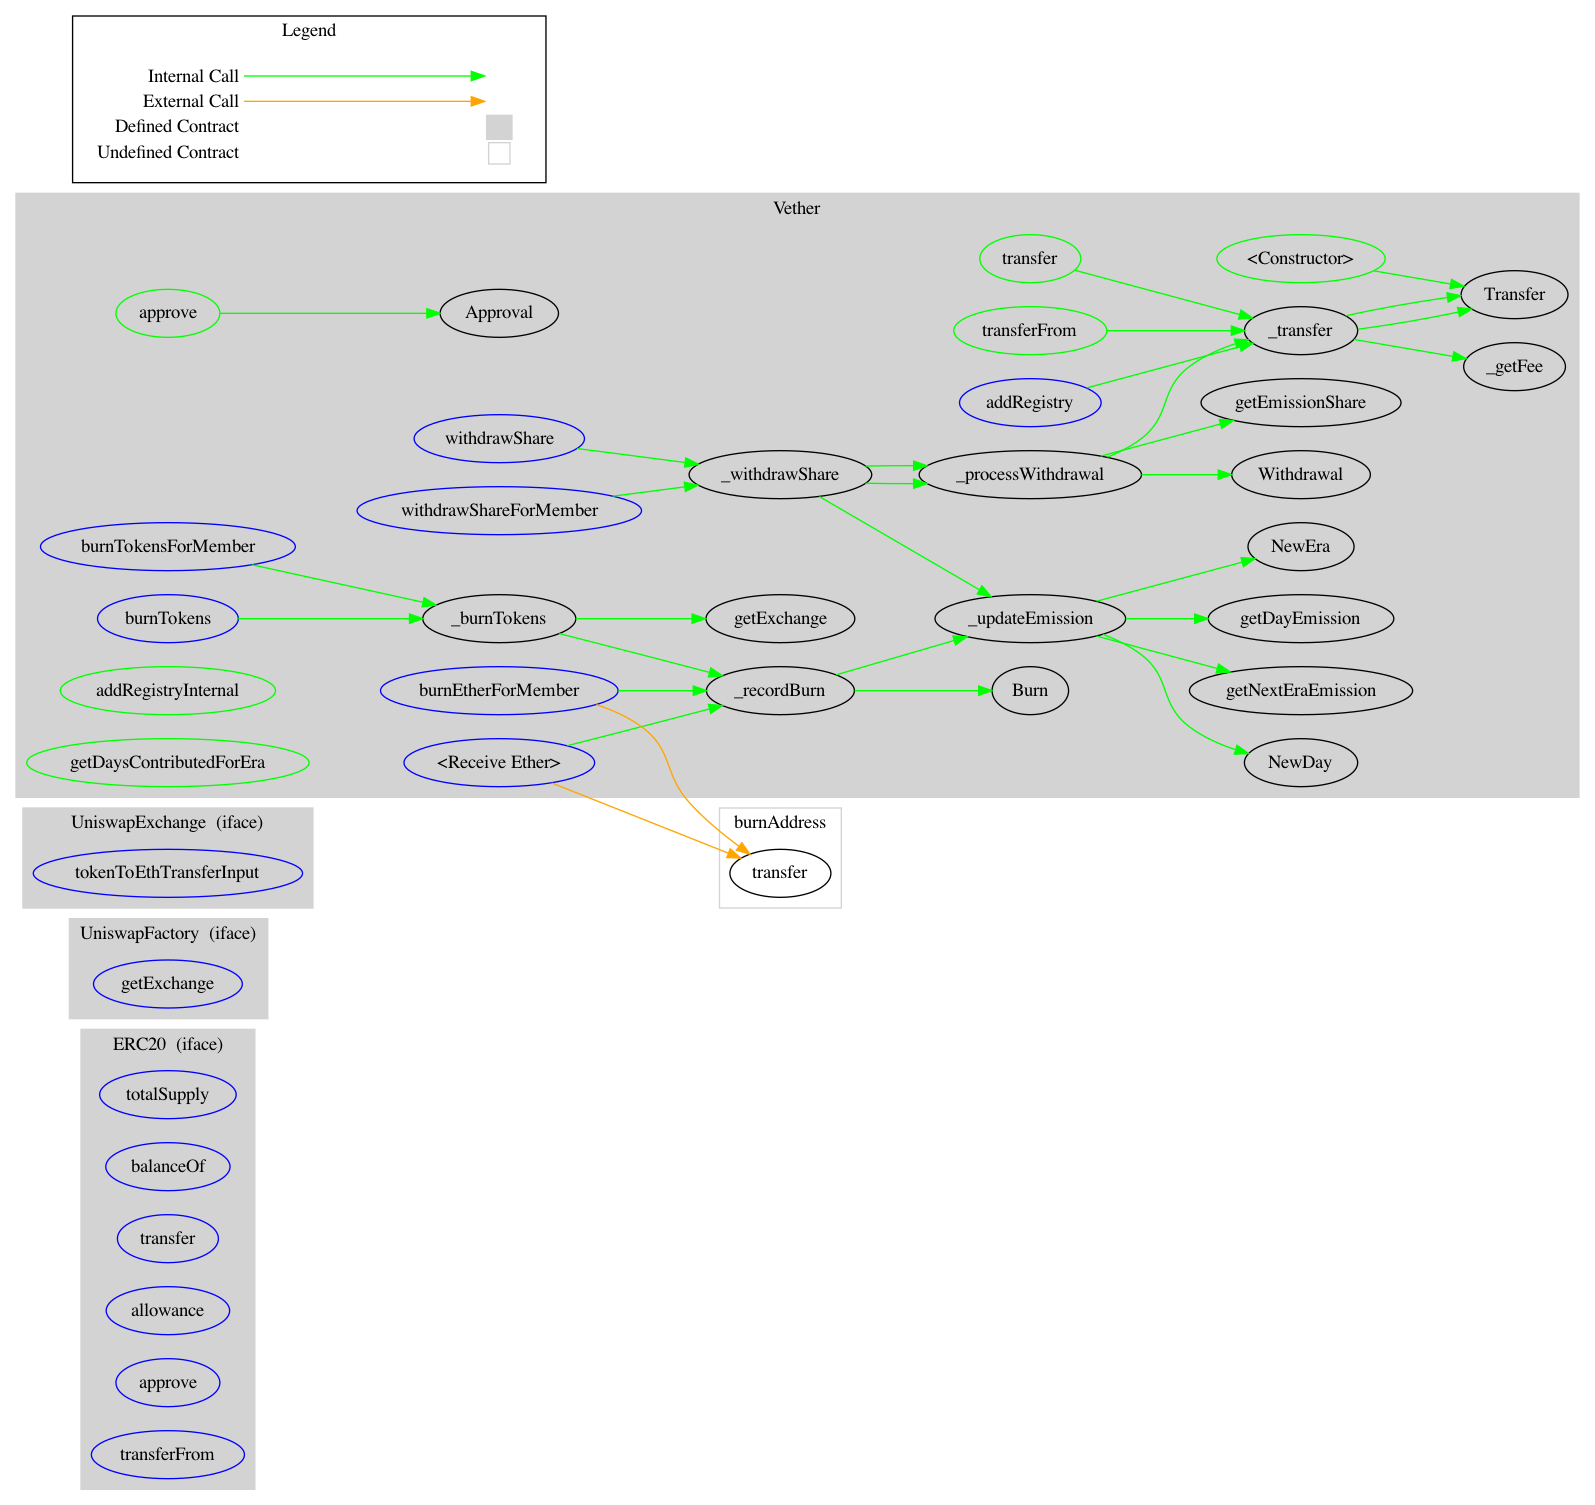 Legend
Internal Call
External Call
Defined Contract
Undefined Contract
Vether
transfer
<Constructor>
Transfer
approve
Approval
transferFrom
_transfer
_getFee
addRegistry
getEmissionShare
withdrawShare
_withdrawShare
_processWithdrawal
Withdrawal
withdrawShareForMember
burnTokensForMember
NewEra
burnTokens
_burnTokens
getExchange
_updateEmission
getDayEmission
addRegistryInternal
burnEtherForMember
_recordBurn
Burn
getNextEraEmission
getDaysContributedForEra
<Receive Ether>
NewDay
UniswapExchange  (iface)
tokenToEthTransferInput
burnAddress
transfer
UniswapFactory  (iface)
getExchange
ERC20  (iface)
totalSupply
balanceOf
transfer
allowance
approve
transferFrom